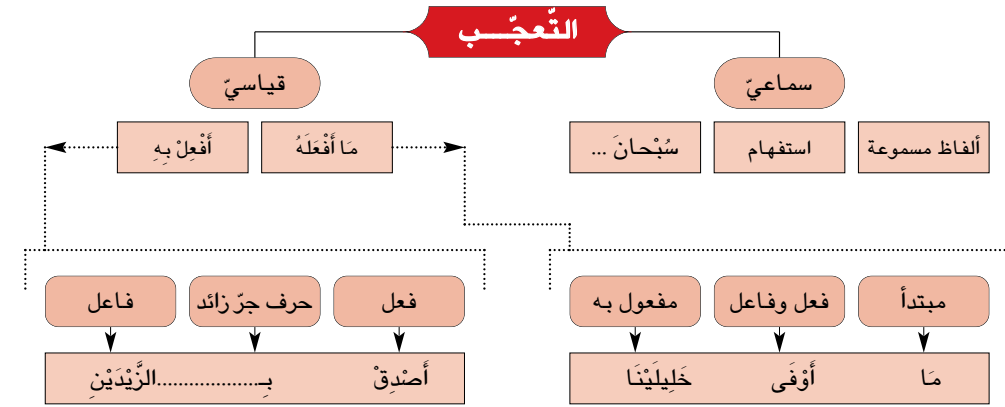 التّعجّـــب
سماعيّ
قياسيّ
ألفاظ مسموعة
استفهام
سُبْحانَ ...
مَا أَفْعَلَهُ
أَفْعِلْ بِهِ
مبتدأ
فعل وفاعل
مفعول به
فعل
حرف جرّ زائد
فاعل
مَا أَوْفَى خَلِيلَيْنَا
أَصْدِقْ بِـ....................الزَّيْدَيْنِ